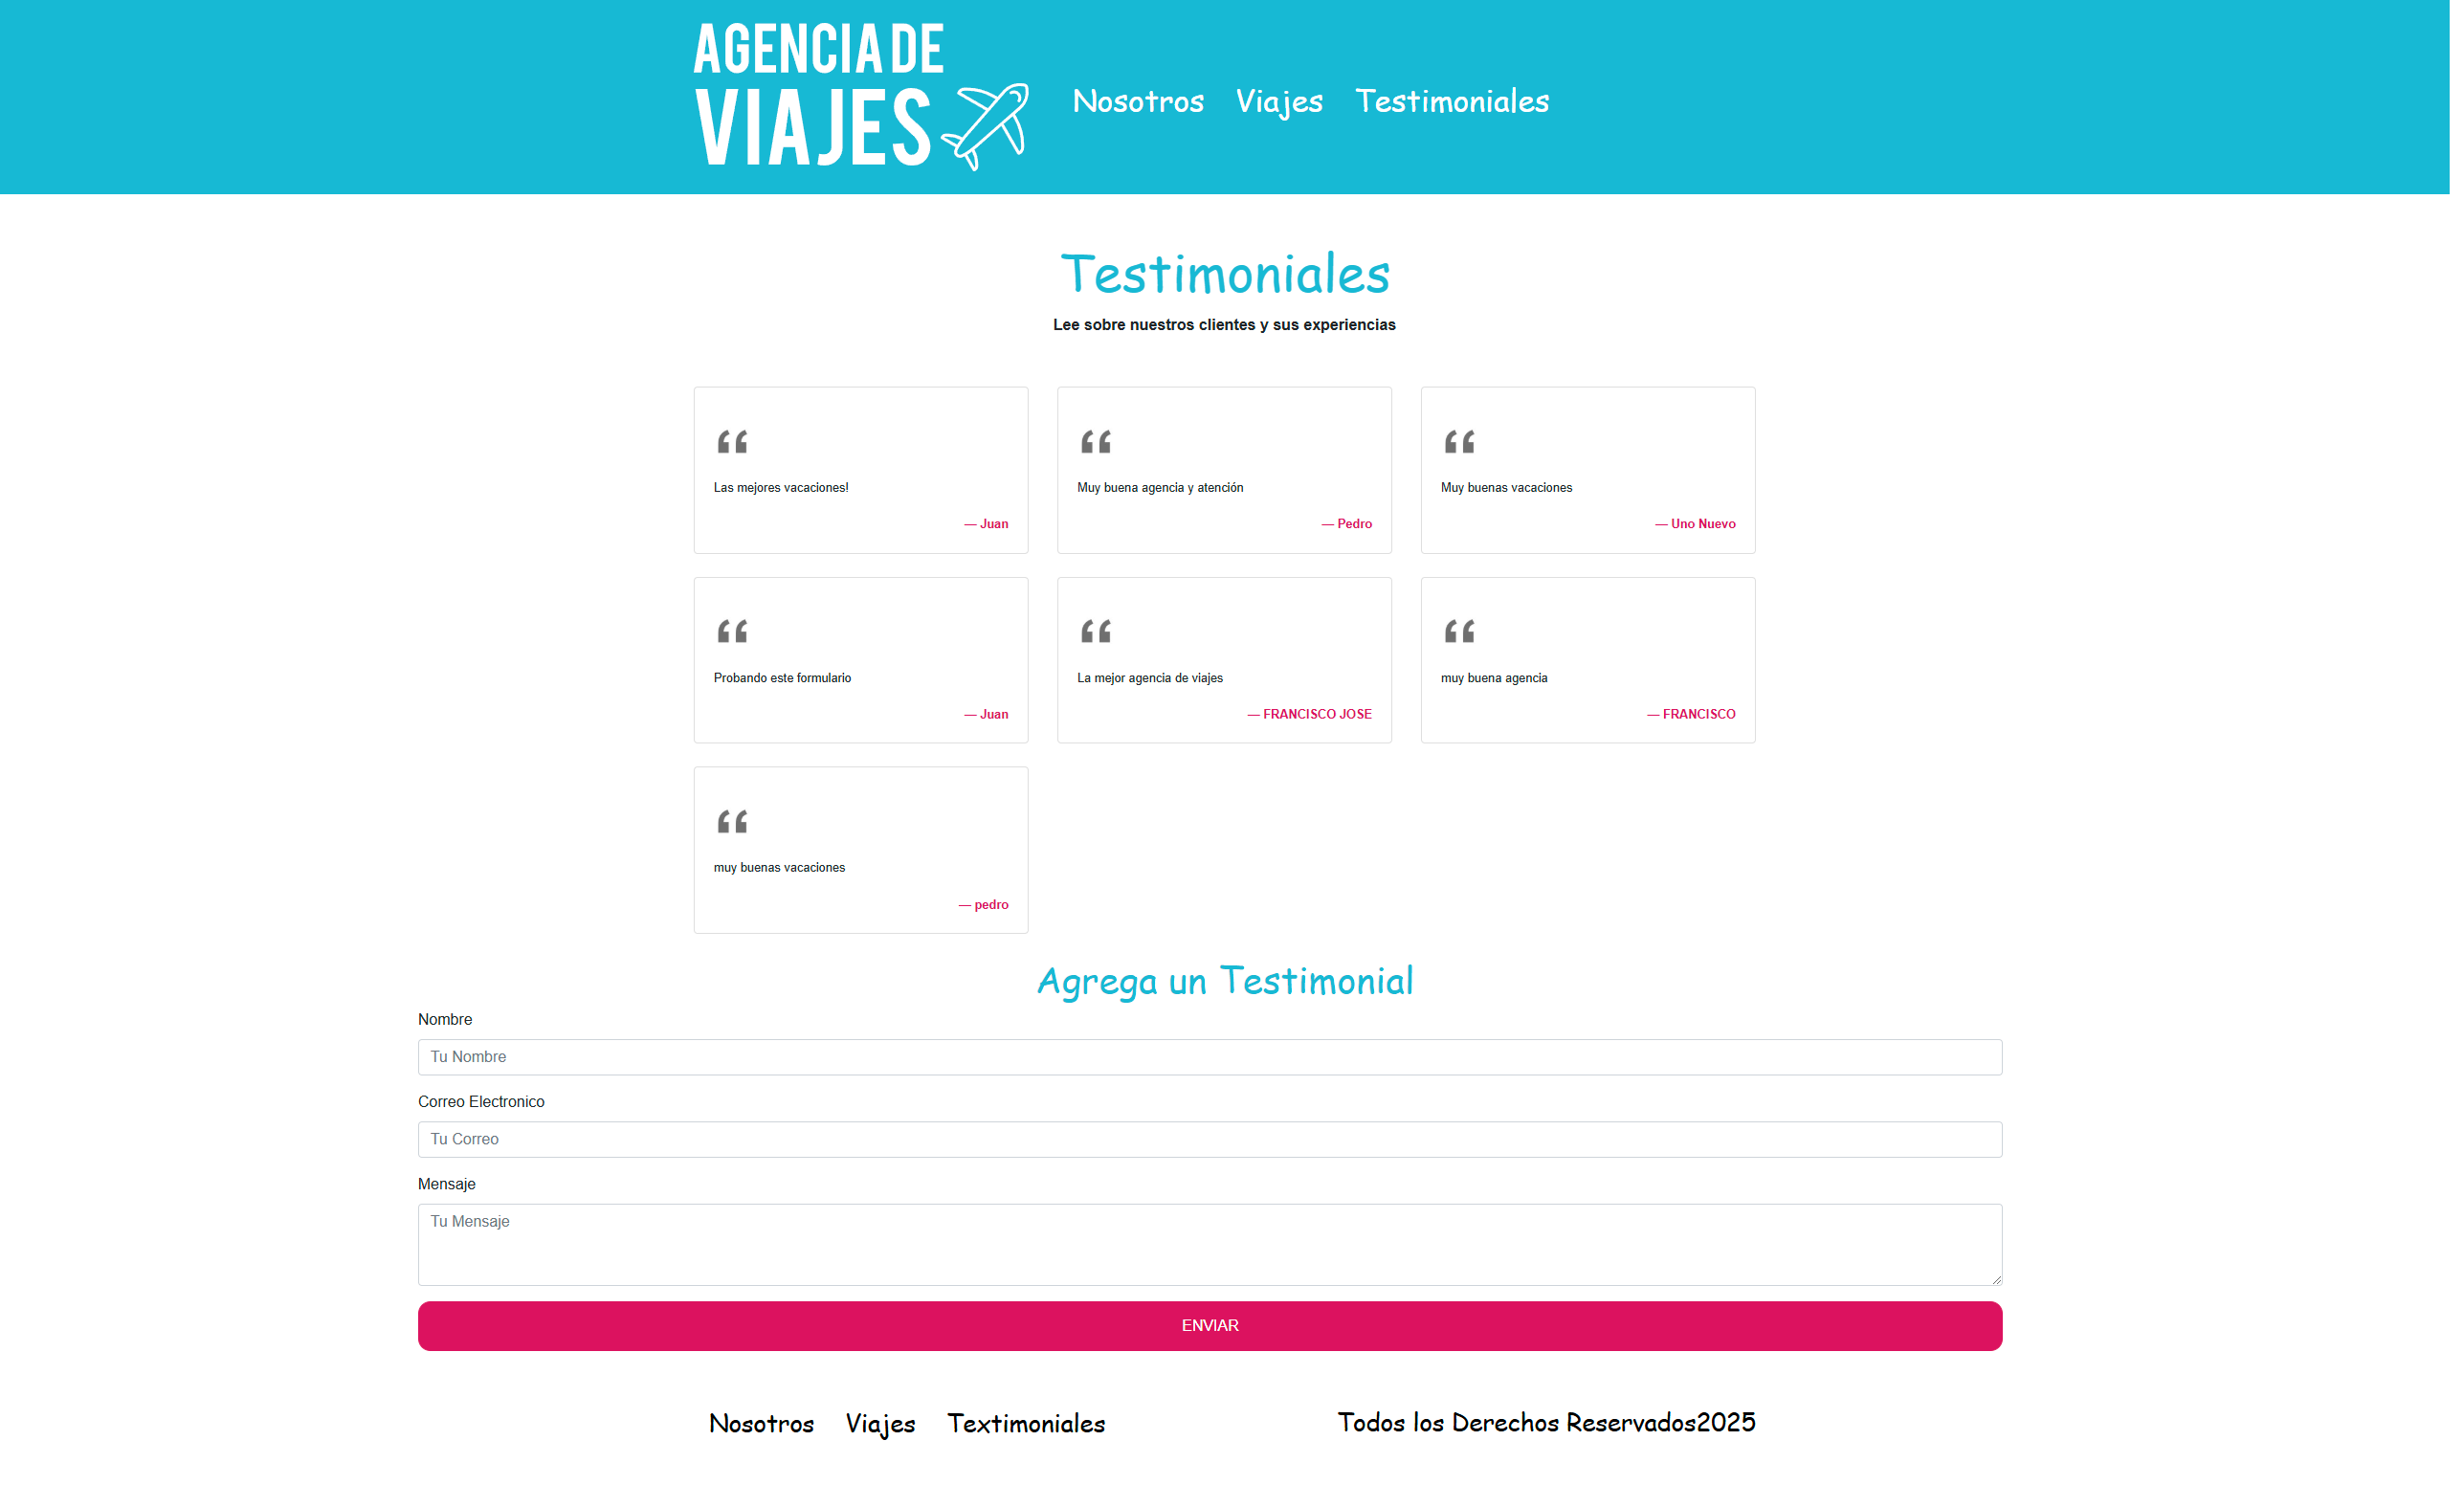 AGENCIA DE
VIAJES
Nosotros Viajes Testimoniales
Testimoniales
Lee sobre nuestros clientes y sus experiencias
“
Las mejores vacaciones!
— Juan
“
Muy buena agencia y atención
— Pedro
“
Muy buenas vacaciones
— Uno Nuevo
“
Probando este formulario
— Juan
“
La mejor agencia de viajes
— FRANCISCO JOSE
“
muy buena agencia
— FRANCISCO
“
muy buenas vacaciones
— pedro
Agrega un Testimonial
Nombre
Tu Nombre
Correo Electronico
Tu Correo
Mensaje
Tu Mensaje
ENVIAR
Nosotros Viajes Textimoniales
Todos los Derechos Reservados2025